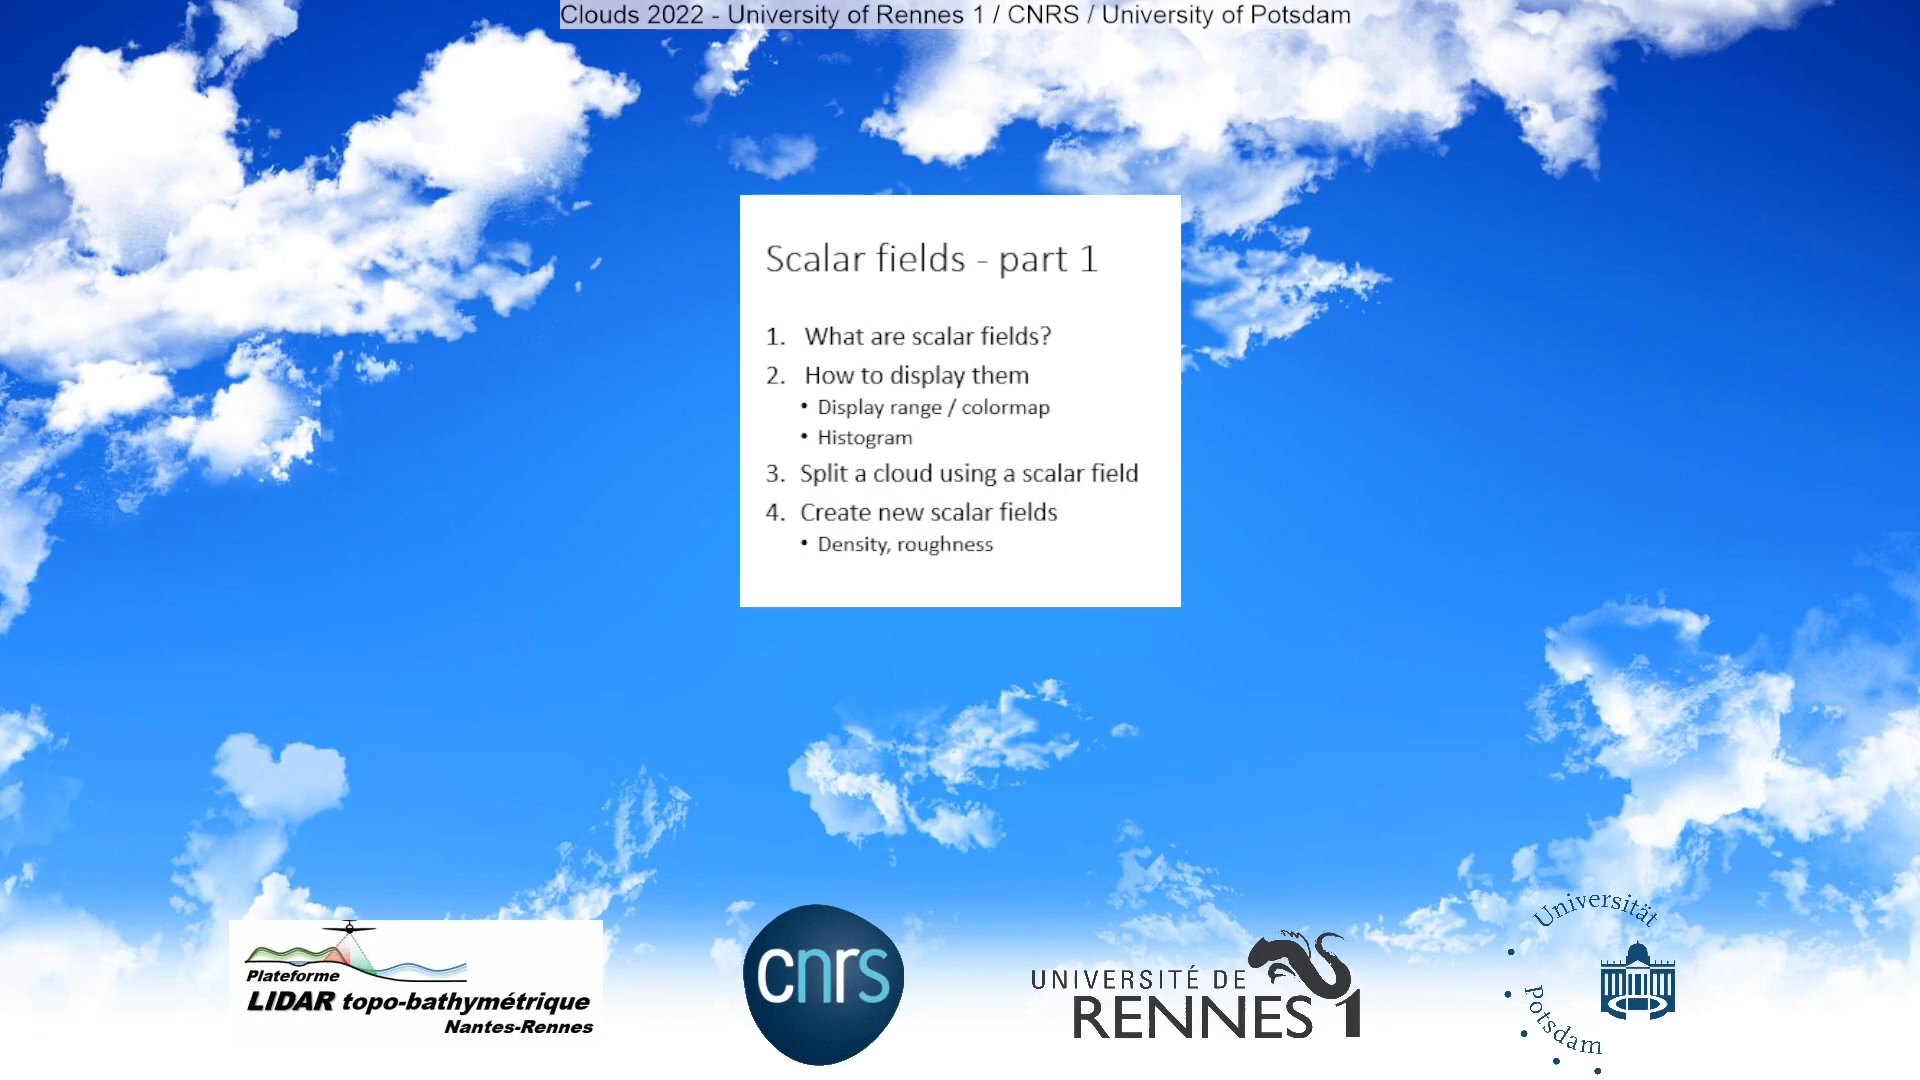 Clouds 2022 - University of Rennes 1 / CNRS / University of Potsdam
Scalar fields - part 1
1. What are scalar fields?
2. How to display them
• Display range / colormap
• Histogram
3. Split a cloud using a scalar field
4. Create new scalar fields
• Density, roughness
Plateforme
LIDAR topo-bathymétrique
Nantes-Rennes
cnrs
UNIVERSITÉ DE
RENNES 1
Universität
Potsdam